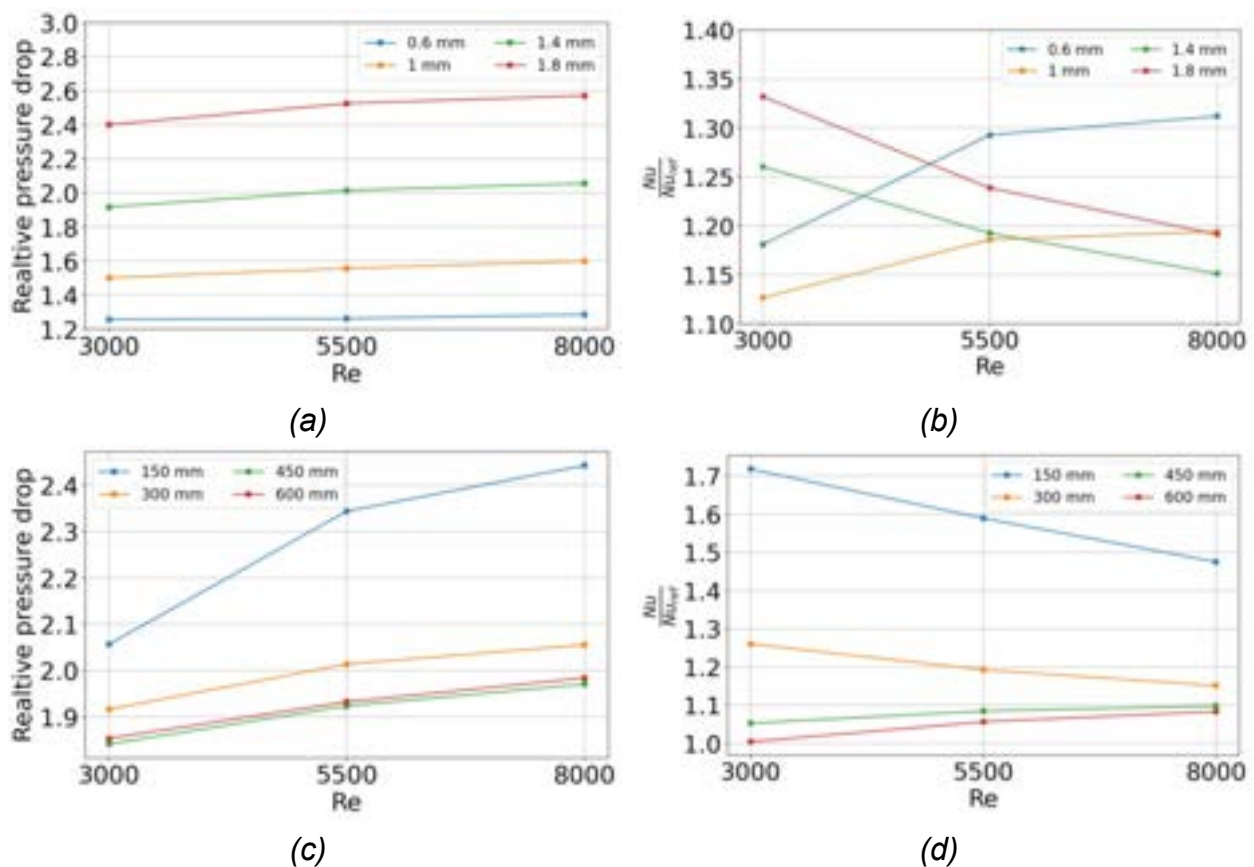 3.0
2.8
2.6
2.4
2.2
2.0
1.8
1.6
1.4
1.2
Realtive pressure drop
0.6 mm 1.4 mm
1 mm 1.8 mm
3000 5500 8000
Re
(a)
1.40
1.35
1.30
1.25
1.20
1.15
1.10
Nu
Nu_ref
0.6 mm 1.4 mm
1 mm 1.8 mm
3000 5500 8000
Re
(b)
2.4
2.3
2.2
2.1
2.0
1.9
Realtive pressure drop
150 mm 450 mm
300 mm 600 mm
3000 5500 8000
Re
(c)
1.7
1.6
1.5
1.4
1.3
1.2
1.1
1.0
Nu
Nu_ref
150 mm 450 mm
300 mm 600 mm
3000 5500 8000
Re
(d)